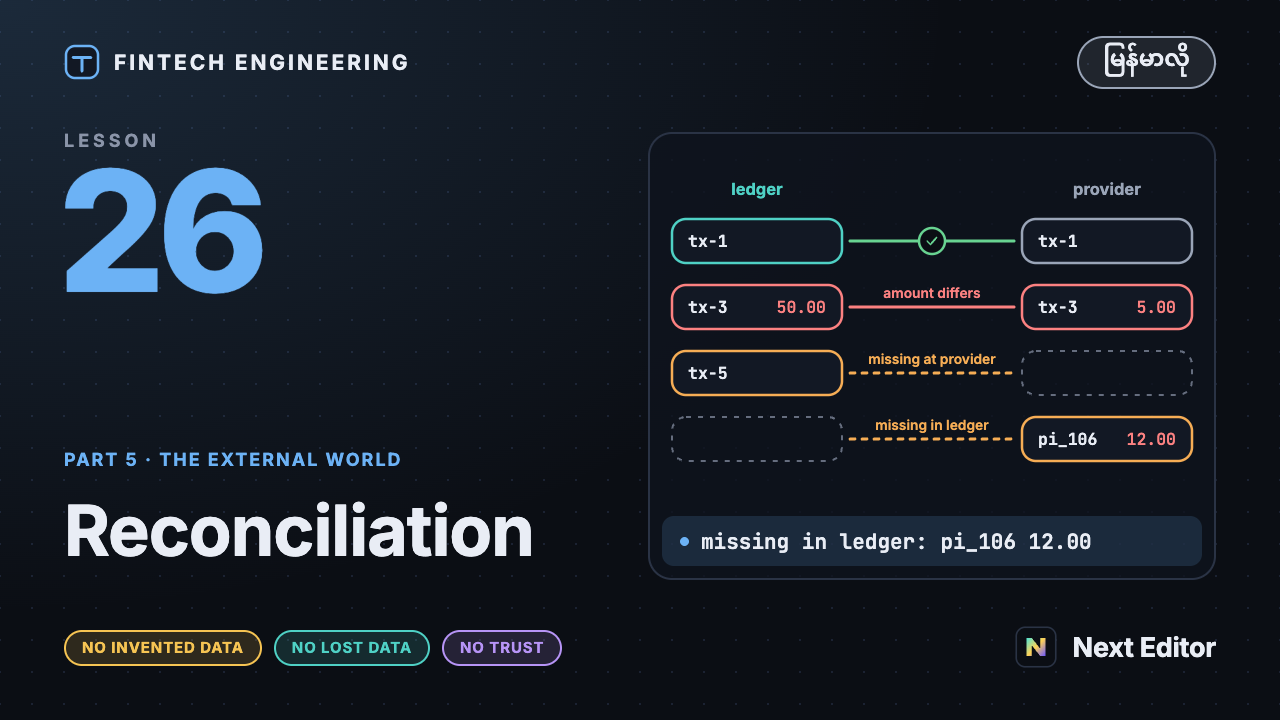 FINTECH ENGINEERING
မြန်မာလို
LESSON
26
PART 5 · THE EXTERNAL WORLD
Reconciliation
NO INVENTED DATA
NO LOST DATA
NO TRUST
ledger
provider
tx-1
tx-1
tx-3 50.00
amount differs
tx-3 5.00
tx-5
missing at provider
missing in ledger
pi_106 12.00
missing in ledger: pi_106 12.00
N Next Editor